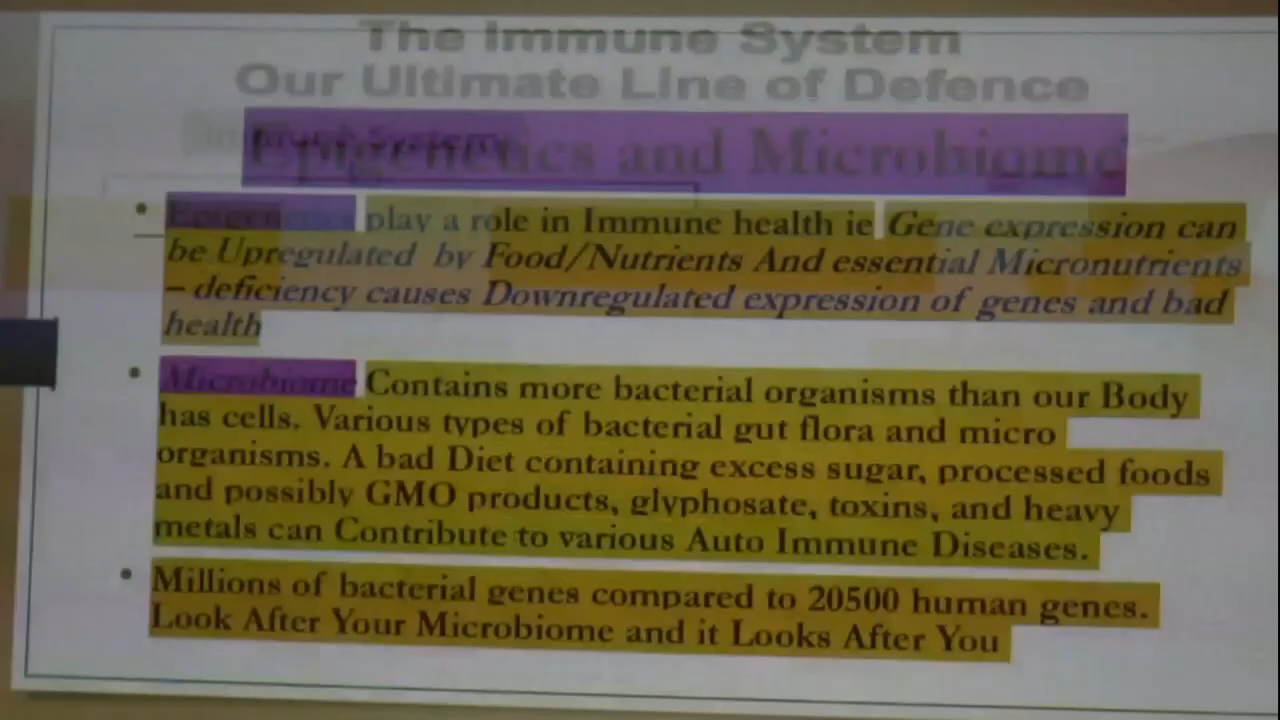 The Immune System
Our Ultimate Line of Defence
Epigenetics and Microbiome
• Epigenetics play a role in Immune health ie Gene expression can
be Upregulated by Food/Nutrients And essential Micronutrients
– deficiency causes Downregulated expression of genes and bad
health
• Microbiome Contains more bacterial organisms than our Body
has cells. Various types of bacterial gut flora and micro
organisms. A bad Diet containing excess sugar, processed foods
and possibly GMO products, glyphosate, toxins, and heavy
metals can Contribute to various Auto Immune Diseases.
• Millions of bacterial genes compared to 20500 human genes.
Look After Your Microbiome and it Looks After You